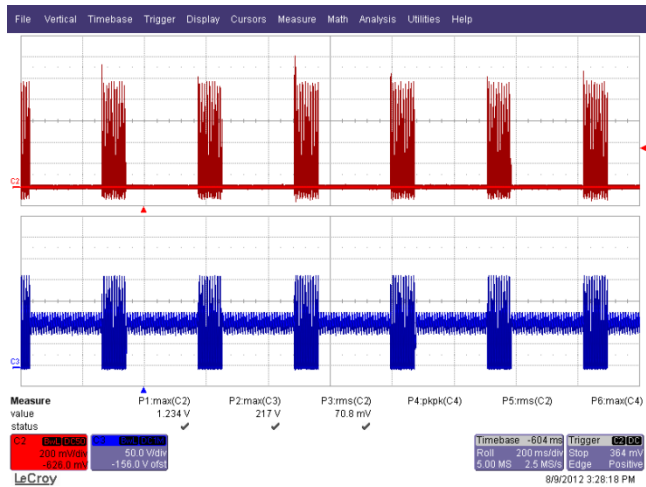 File Vertical Timebase Trigger Display Cursors Measure Math Analysis Utilities Help
C2
C3
Measure P1:max(C2) P2:max(C3) P3:rms(C2) P4:pkpk(C4) P5:rms(C2) P6:max(C4)
value 1.234 V 217 V 70.8 mV
status
C2 BwL DC50
200 mV/div
-626.0 mV
50.0 V/div
-156.0 V ofst
Timebase -604 ms Trigger C2 DC
Roll 200 ms/div Stop 364 mV
5.00 MS 2.5 MS/s Edge Positive
LeCroy 8/9/2012 3:28:18 PM